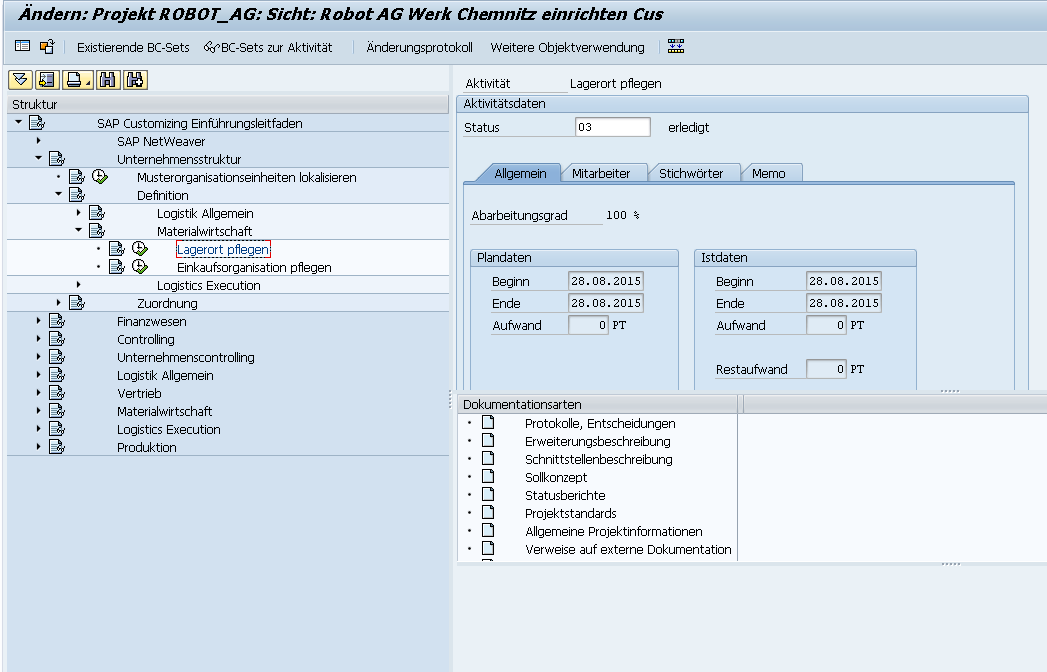 Ändern: Projekt ROBOT_AG: Sicht: Robot AG Werk Chemnitz einrichten Cus
Existierende BC-Sets
BC-Sets zur Aktivität
Änderungsprotokoll
Weitere Objektverwendung
Struktur
SAP Customizing Einführungsleitfaden
SAP NetWeaver
Unternehmensstruktur
Musterorganisationseinheiten lokalisieren
Definition
Logistik Allgemein
Materialwirtschaft
Lagerort pflegen
Einkaufsorganisation pflegen
Logistics Execution
Zuordnung
Finanzwesen
Controlling
Unternehmenscontrolling
Logistik Allgemein
Vertrieb
Materialwirtschaft
Logistics Execution
Produktion
Aktivität Lagerort pflegen
Aktivitätsdaten
Status 03 erledigt
Allgemein
Mitarbeiter
Stichwörter
Memo
Abarbeitungsgrad 100 %
Plandaten
Beginn 28.08.2015
Ende 28.08.2015
Aufwand 0 PT
Istdaten
Beginn 28.08.2015
Ende 28.08.2015
Aufwand 0 PT
Restaufwand 0 PT
Dokumentationsarten
Protokolle, Entscheidungen
Erweiterungsbeschreibung
Schnittstellenbeschreibung
Sollkonzept
Statusberichte
Projektstandards
Allgemeine Projektinformationen
Verweise auf externe Dokumentation